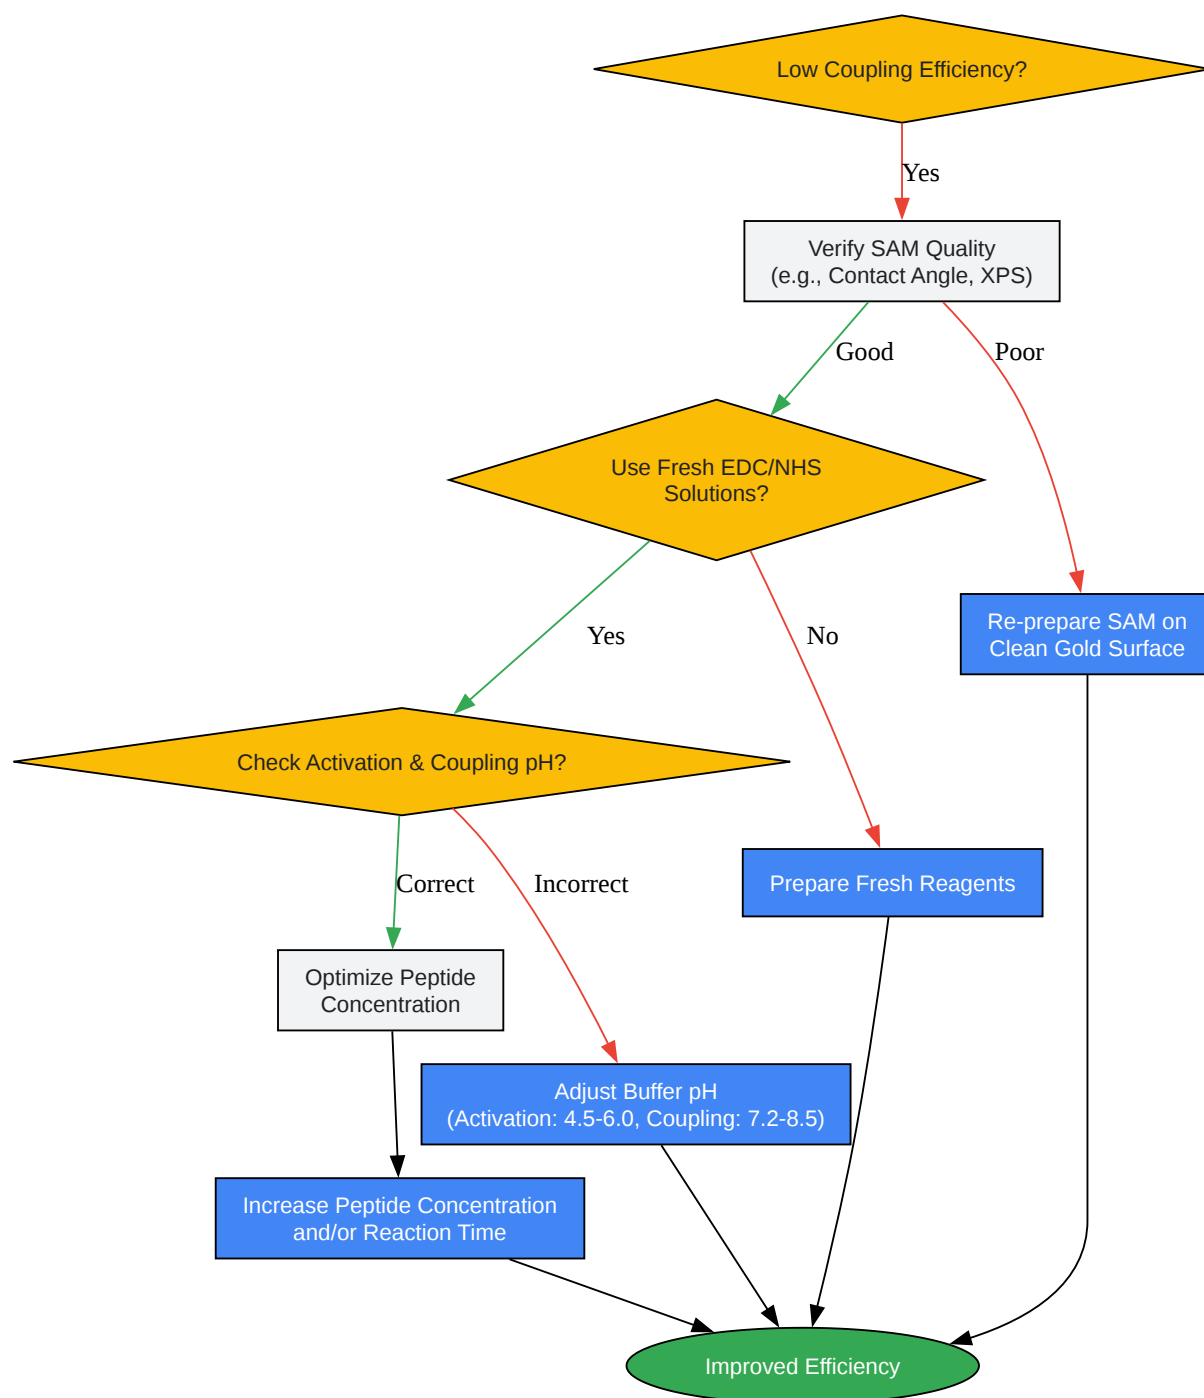 Low Coupling Efficiency?
Yes
Verify SAM Quality
(e.g., Contact Angle, XPS)
Good
Poor
Use Fresh EDC/NHS
Solutions?
Yes
No
Re-prepare SAM on
Clean Gold Surface
Check Activation & Coupling pH?
Correct
Incorrect
Prepare Fresh Reagents
Optimize Peptide
Concentration
Adjust Buffer pH
(Activation: 4.5-6.0, Coupling: 7.2-8.5)
Increase Peptide Concentration
and/or Reaction Time
Improved Efficiency